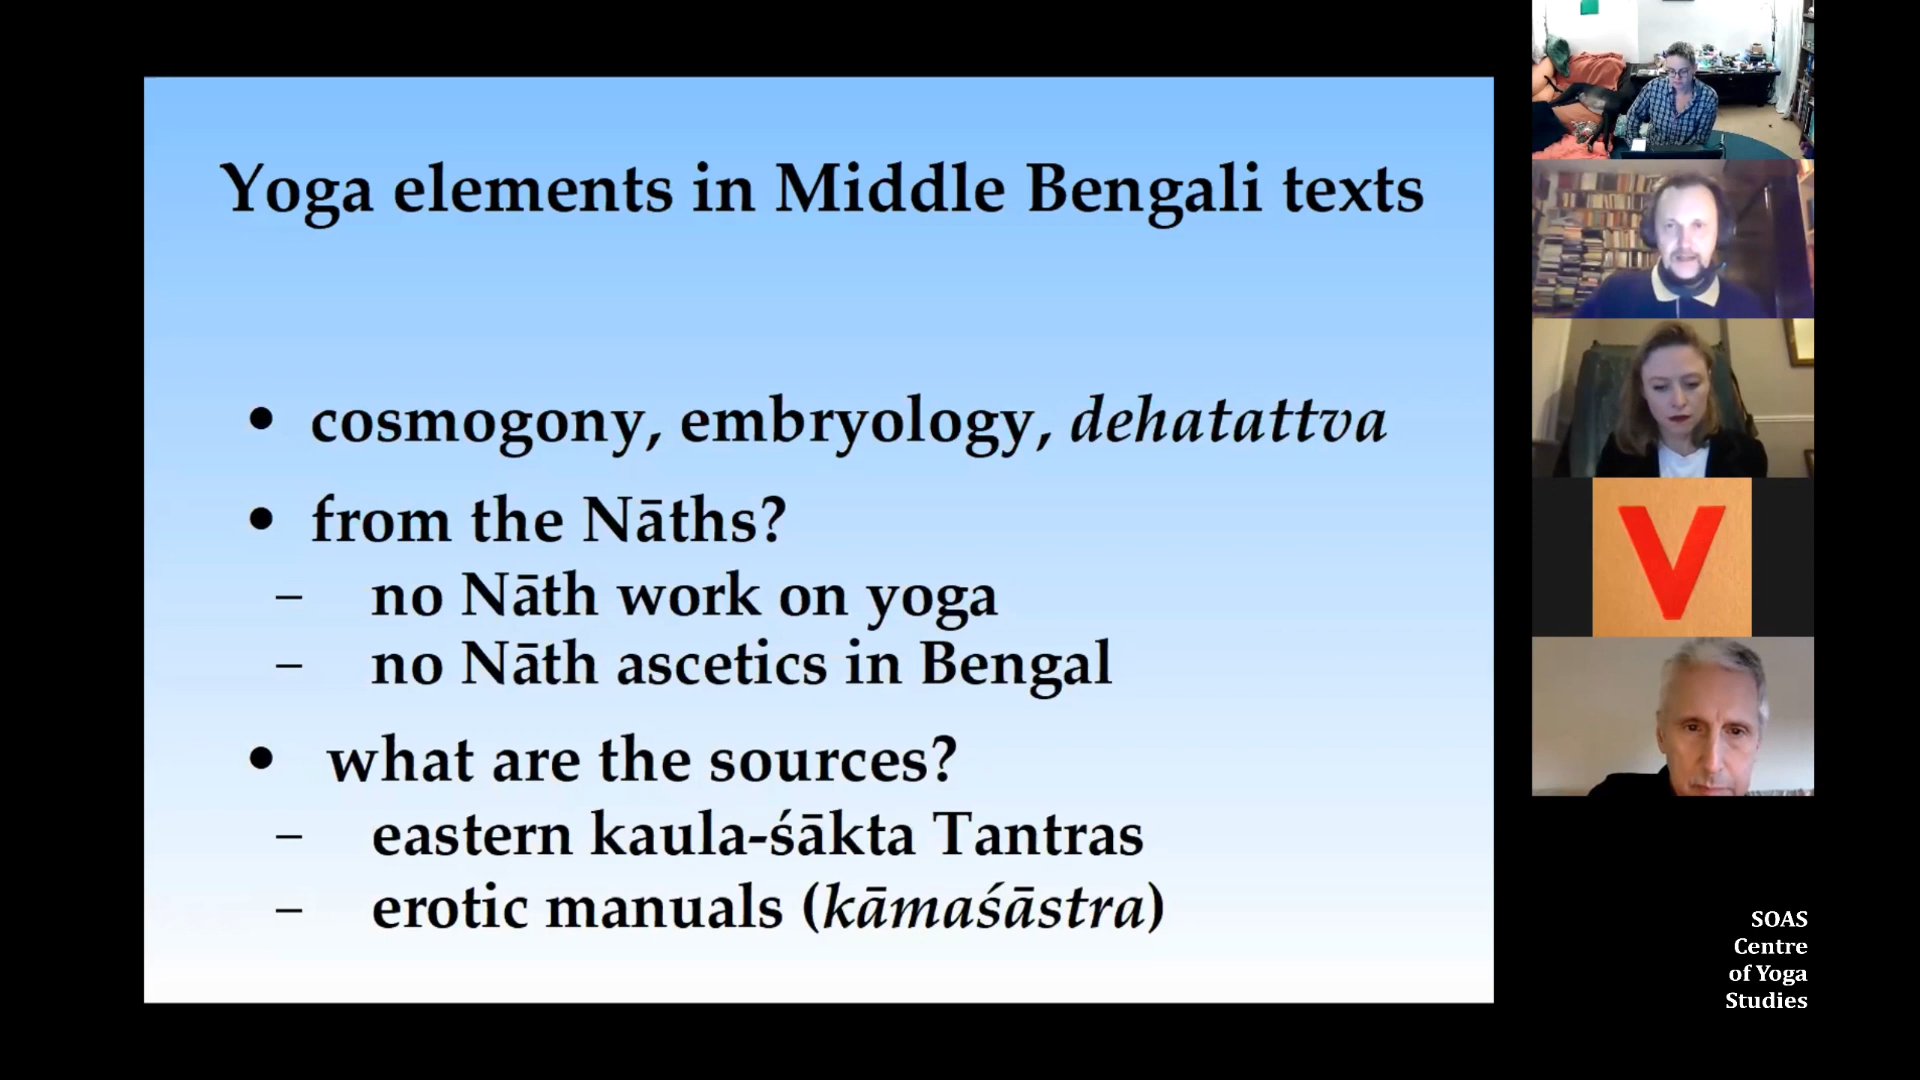 Yoga elements in Middle Bengali texts
• cosmogony, embryology, dehatattva
• from the Nāths?
– no Nāth work on yoga
– no Nāth ascetics in Bengal
• what are the sources?
– eastern kaula-śākta Tantras
– erotic manuals (kāmaśāstra)
V
SOAS
Centre
of Yoga
Studies